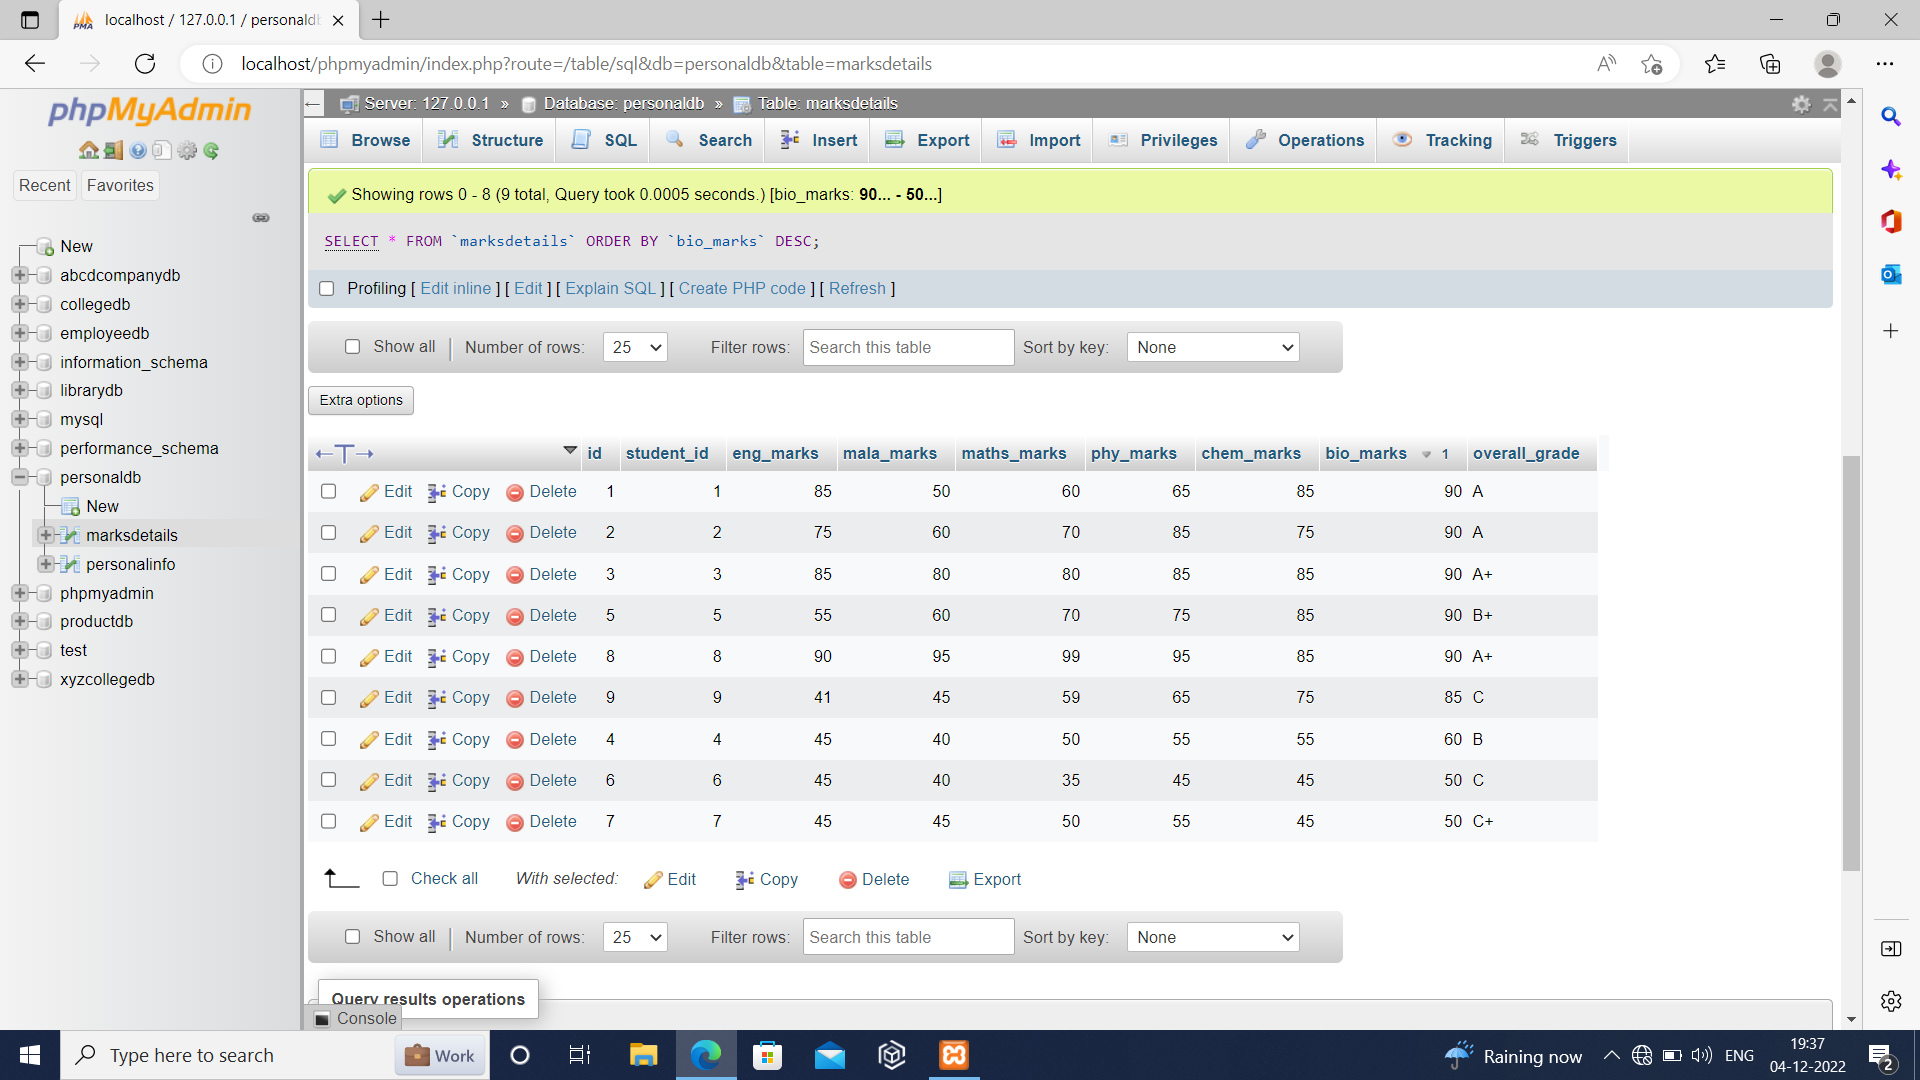 localhost / 127.0.0.1 / personaldb
localhost/phpmyadmin/index.php?route=/table/sql&db=personaldb&table=marksdetails
phpMyAdmin
Recent Favorites
New
abcdcompanydb
collegedb
employeedb
information_schema
librarydb
mysql
performance_schema
personaldb
New
marksdetails
personalinfo
phpmyadmin
productdb
test
xyzcollegedb
Server: 127.0.0.1 » Database: personaldb » Table: marksdetails
Browse Structure SQL Search Insert Export Import Privileges Operations Tracking Triggers
Showing rows 0 - 8 (9 total, Query took 0.0005 seconds.) [bio_marks: 90... - 50...]
SELECT * FROM `marksdetails` ORDER BY `bio_marks` DESC;
Profiling [ Edit inline ] [ Edit ] [ Explain SQL ] [ Create PHP code ] [ Refresh ]
Show all Number of rows: 25 Filter rows: Search this table Sort by key: None
Extra options
id student_id eng_marks mala_marks maths_marks phy_marks chem_marks bio_marks 1 overall_grade
Edit Copy Delete 1 1 85 50 60 65 85 90 A
Edit Copy Delete 2 2 75 60 70 85 75 90 A
Edit Copy Delete 3 3 85 80 80 85 85 90 A+
Edit Copy Delete 5 5 55 60 70 75 85 90 B+
Edit Copy Delete 8 8 90 95 99 95 85 90 A+
Edit Copy Delete 9 9 41 45 59 65 75 85 C
Edit Copy Delete 4 4 45 40 50 55 55 60 B
Edit Copy Delete 6 6 45 40 35 45 45 50 C
Edit Copy Delete 7 7 45 45 50 55 45 50 C+
Check all With selected: Edit Copy Delete Export
Show all Number of rows: 25 Filter rows: Search this table Sort by key: None
Query results operations
Console
Type here to search Work
Raining now ENG 19:37
04-12-2022 2